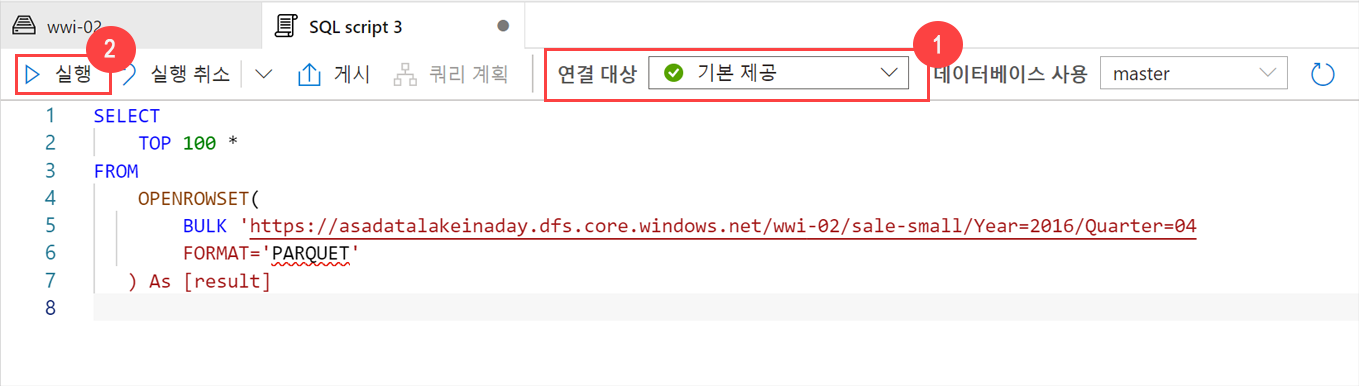 wwi-02
SQL script 3
2
1
실행
실행 취소
게시
쿼리 계획
연결 대상
기본 제공
데이터베이스 사용
master
1 SELECT
2 TOP 100 *
3 FROM
4 OPENROWSET(
5 BULK 'https://asadatalakeinaday.dfs.core.windows.net/wwi-02/sale-small/Year=2016/Quarter=04
6 FORMAT='PARQUET'
7 ) As [result]
8